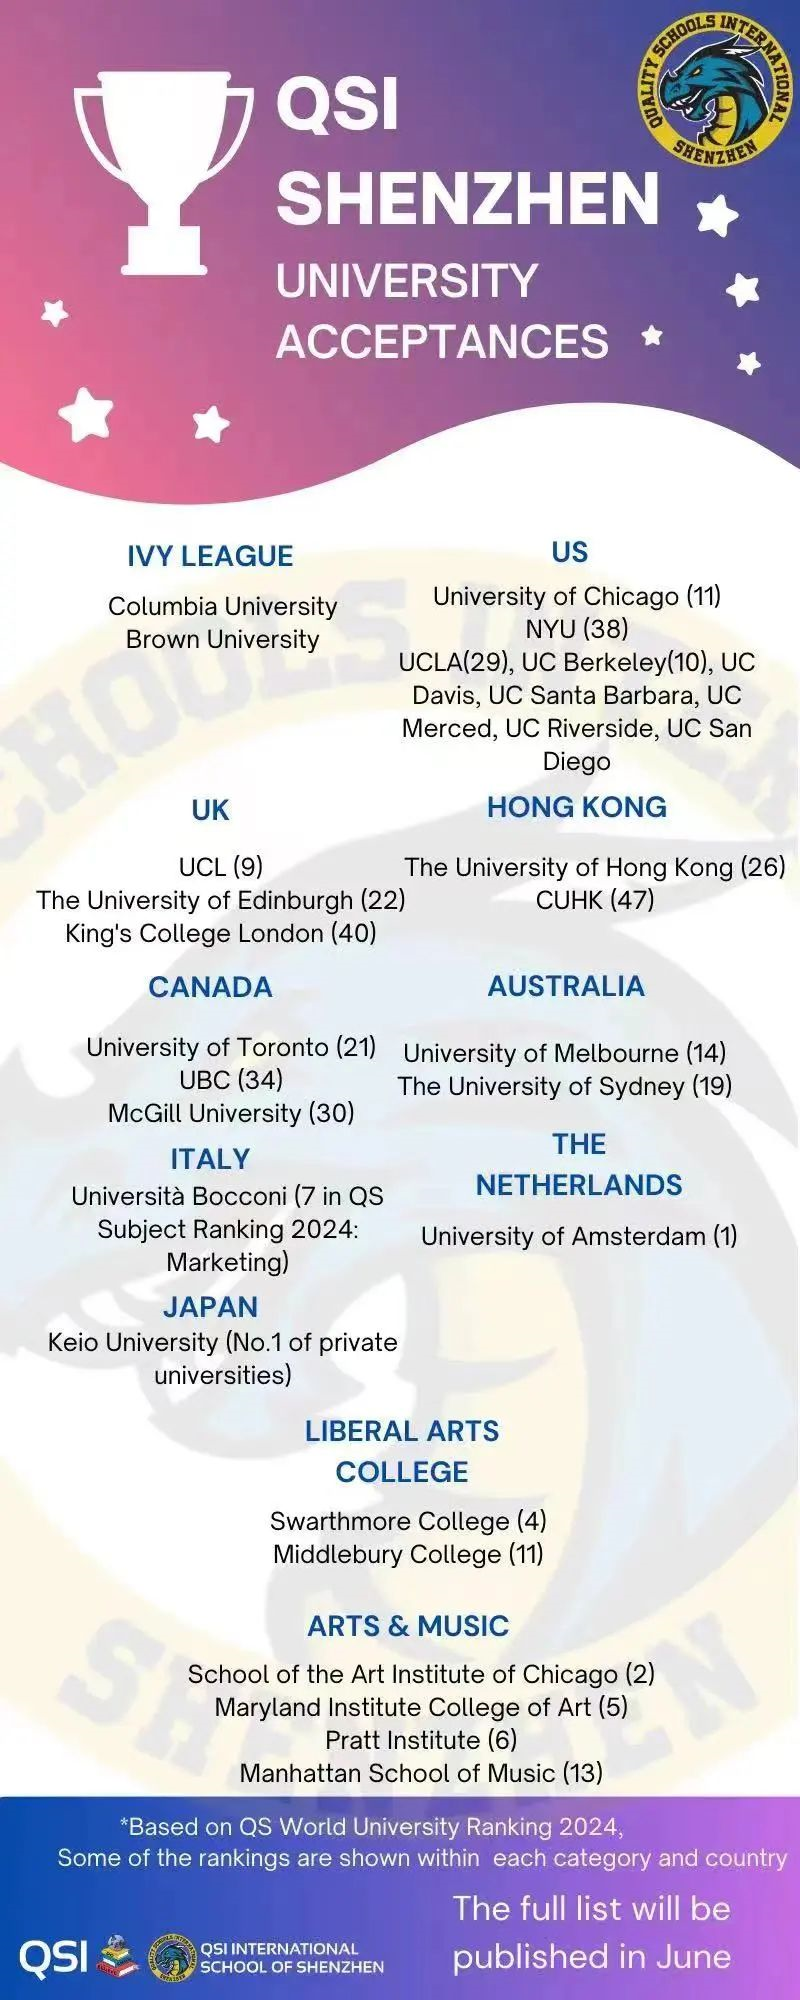 QUALITY SCHOOLS INTERNATIONAL
SHENZHEN
QSI
SHENZHEN
UNIVERSITY
ACCEPTANCES
IVY LEAGUE
Columbia University
Brown University
US
University of Chicago (11)
NYU (38)
UCLA(29), UC Berkeley(10), UC
Davis, UC Santa Barbara, UC
Merced, UC Riverside, UC San
Diego
UK
UCL (9)
The University of Edinburgh (22)
King's College London (40)
HONG KONG
The University of Hong Kong (26)
CUHK (47)
CANADA
University of Toronto (21)
UBC (34)
McGill University (30)
AUSTRALIA
University of Melbourne (14)
The University of Sydney (19)
ITALY
Università Bocconi (7 in QS
Subject Ranking 2024:
Marketing)
THE
NETHERLANDS
University of Amsterdam (1)
JAPAN
Keio University (No.1 of private
universities)
LIBERAL ARTS
COLLEGE
Swarthmore College (4)
Middlebury College (11)
ARTS & MUSIC
School of the Art Institute of Chicago (2)
Maryland Institute College of Art (5)
Pratt Institute (6)
Manhattan School of Music (13)
*Based on QS World University Ranking 2024,
Some of the rankings are shown within each category and country
The full list will be
published in June
QSI
QSI INTERNATIONAL
SCHOOL OF SHENZHEN